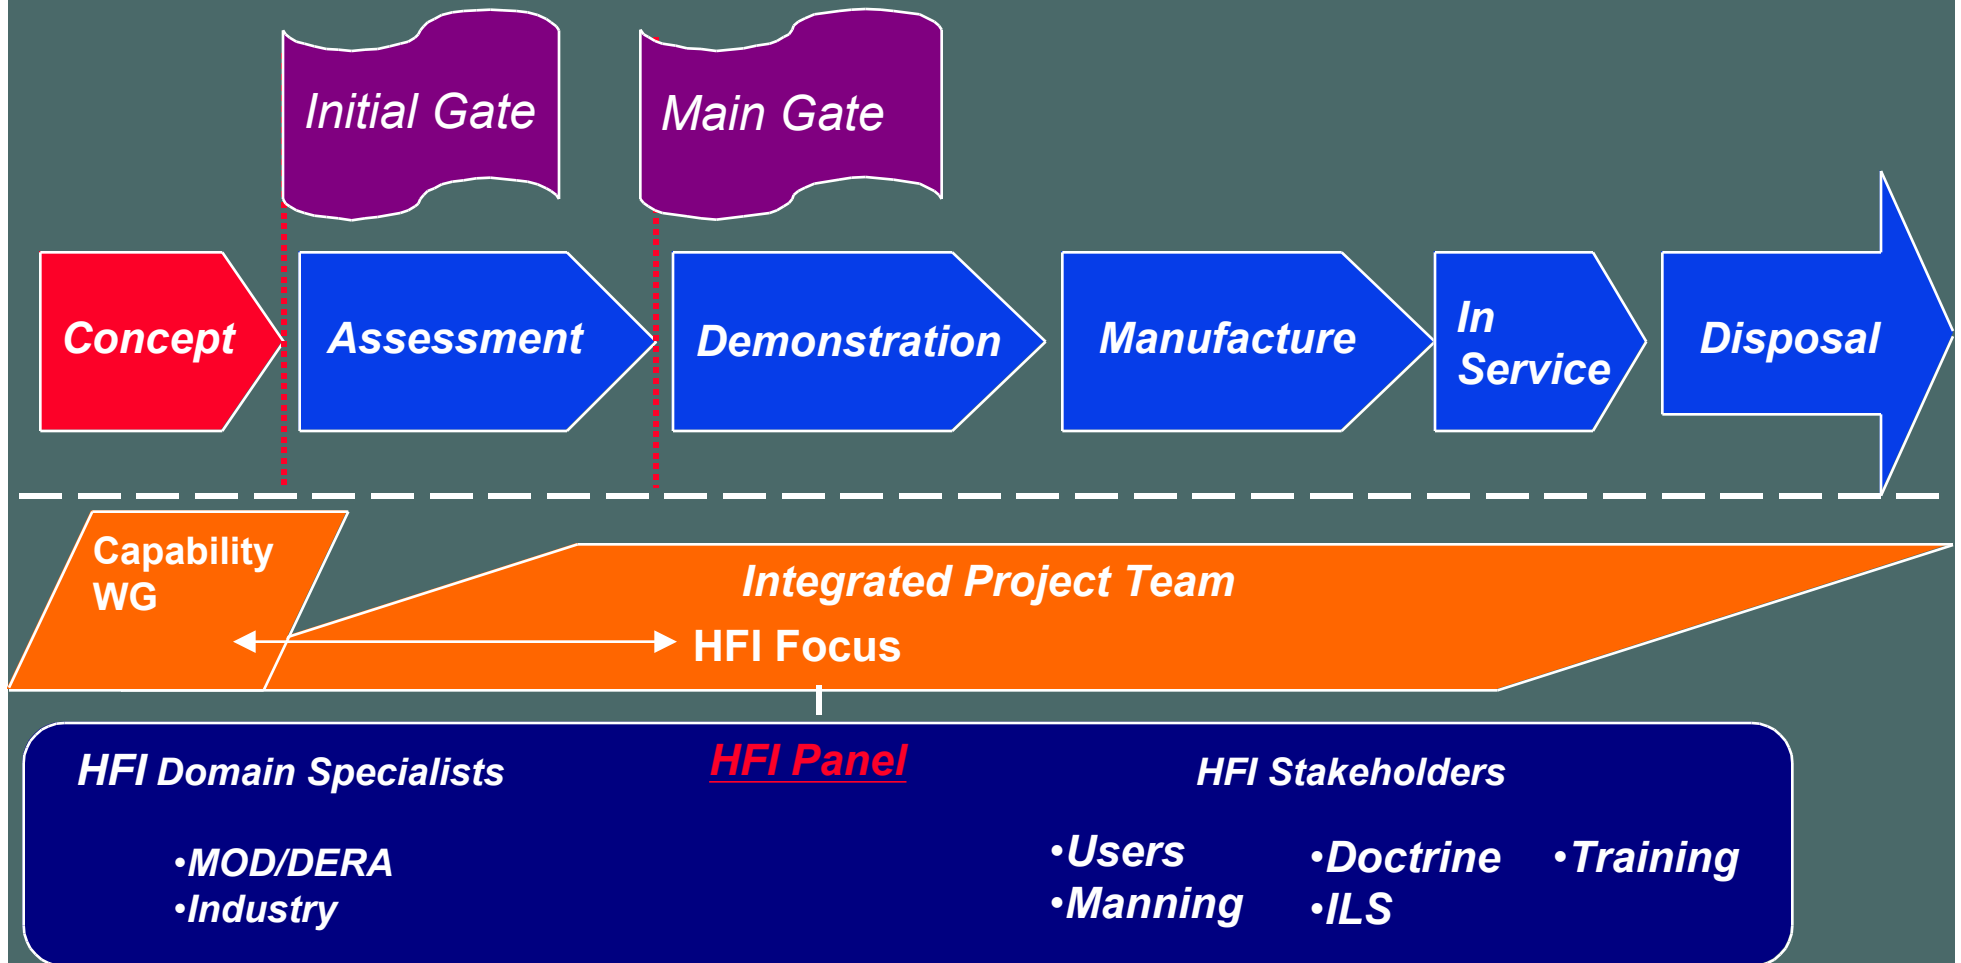 Initial Gate
Main Gate
Concept
Assessment
Demonstration
Manufacture
In
Service
Disposal
Capability
WG
Integrated Project Team
HFI Focus
HFI Panel
HFI Domain Specialists
•MOD/DERA
•Industry
HFI Stakeholders
•Users
•Manning
•Doctrine
•ILS
•Training